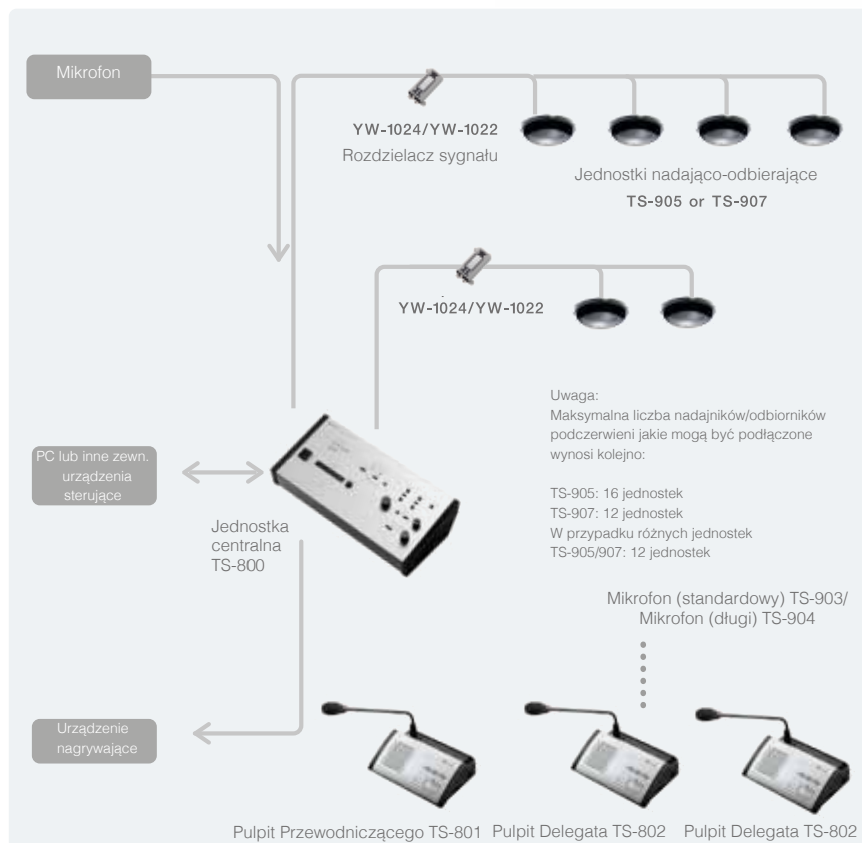 Mikrofon
YW-1024/YW-1022
Rozdzielacz sygnału
Jednostki nadająco-odbierające
TS-905 or TS-907
YW-1024/YW-1022
Uwaga:
Maksymalna liczba nadajników/odbiorników
podczerwieni jakie mogą być podłączone
wynosi kolejno:
TS-905: 16 jednostek
TS-907: 12 jednostek
W przypadku różnych jednostek
TS-905/907: 12 jednostek
PC lub inne zewn.
urządzenia
sterujące
Jednostka
centralna
TS-800
Mikrofon (standardowy) TS-903/
Mikrofon (długi) TS-904
Urządzenie
nagrywające
Pulpit Przewodniczącego TS-801 Pulpit Delegata TS-802 Pulpit Delegata TS-802